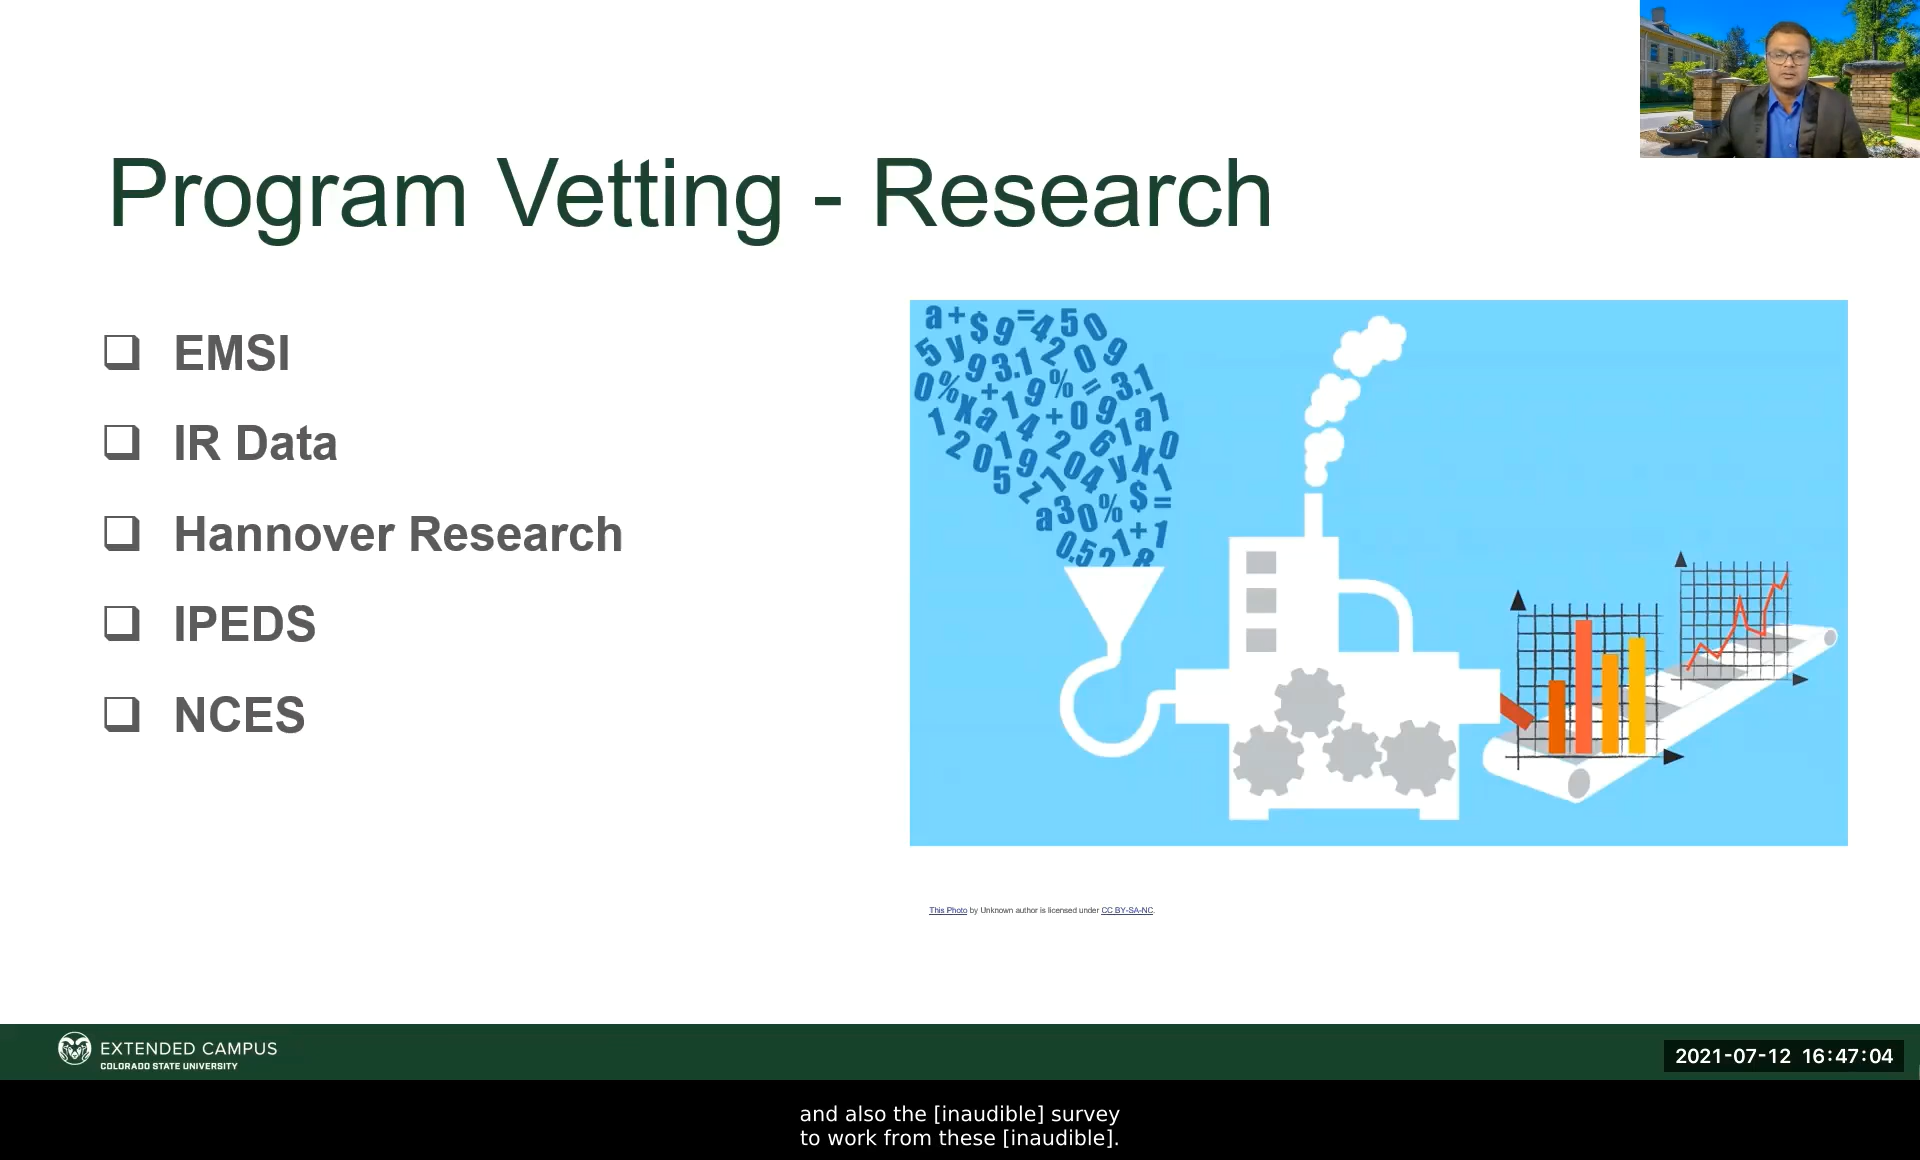 Program Vetting - Research
EMSI
IR Data
Hannover Research
IPEDS
NCES
This Photo by Unknown author is licensed under CC BY-SA-NC.
EXTENDED CAMPUS
COLORADO STATE UNIVERSITY
2021-07-12 16:47:04
and also the [inaudible] survey
to work from these [inaudible].